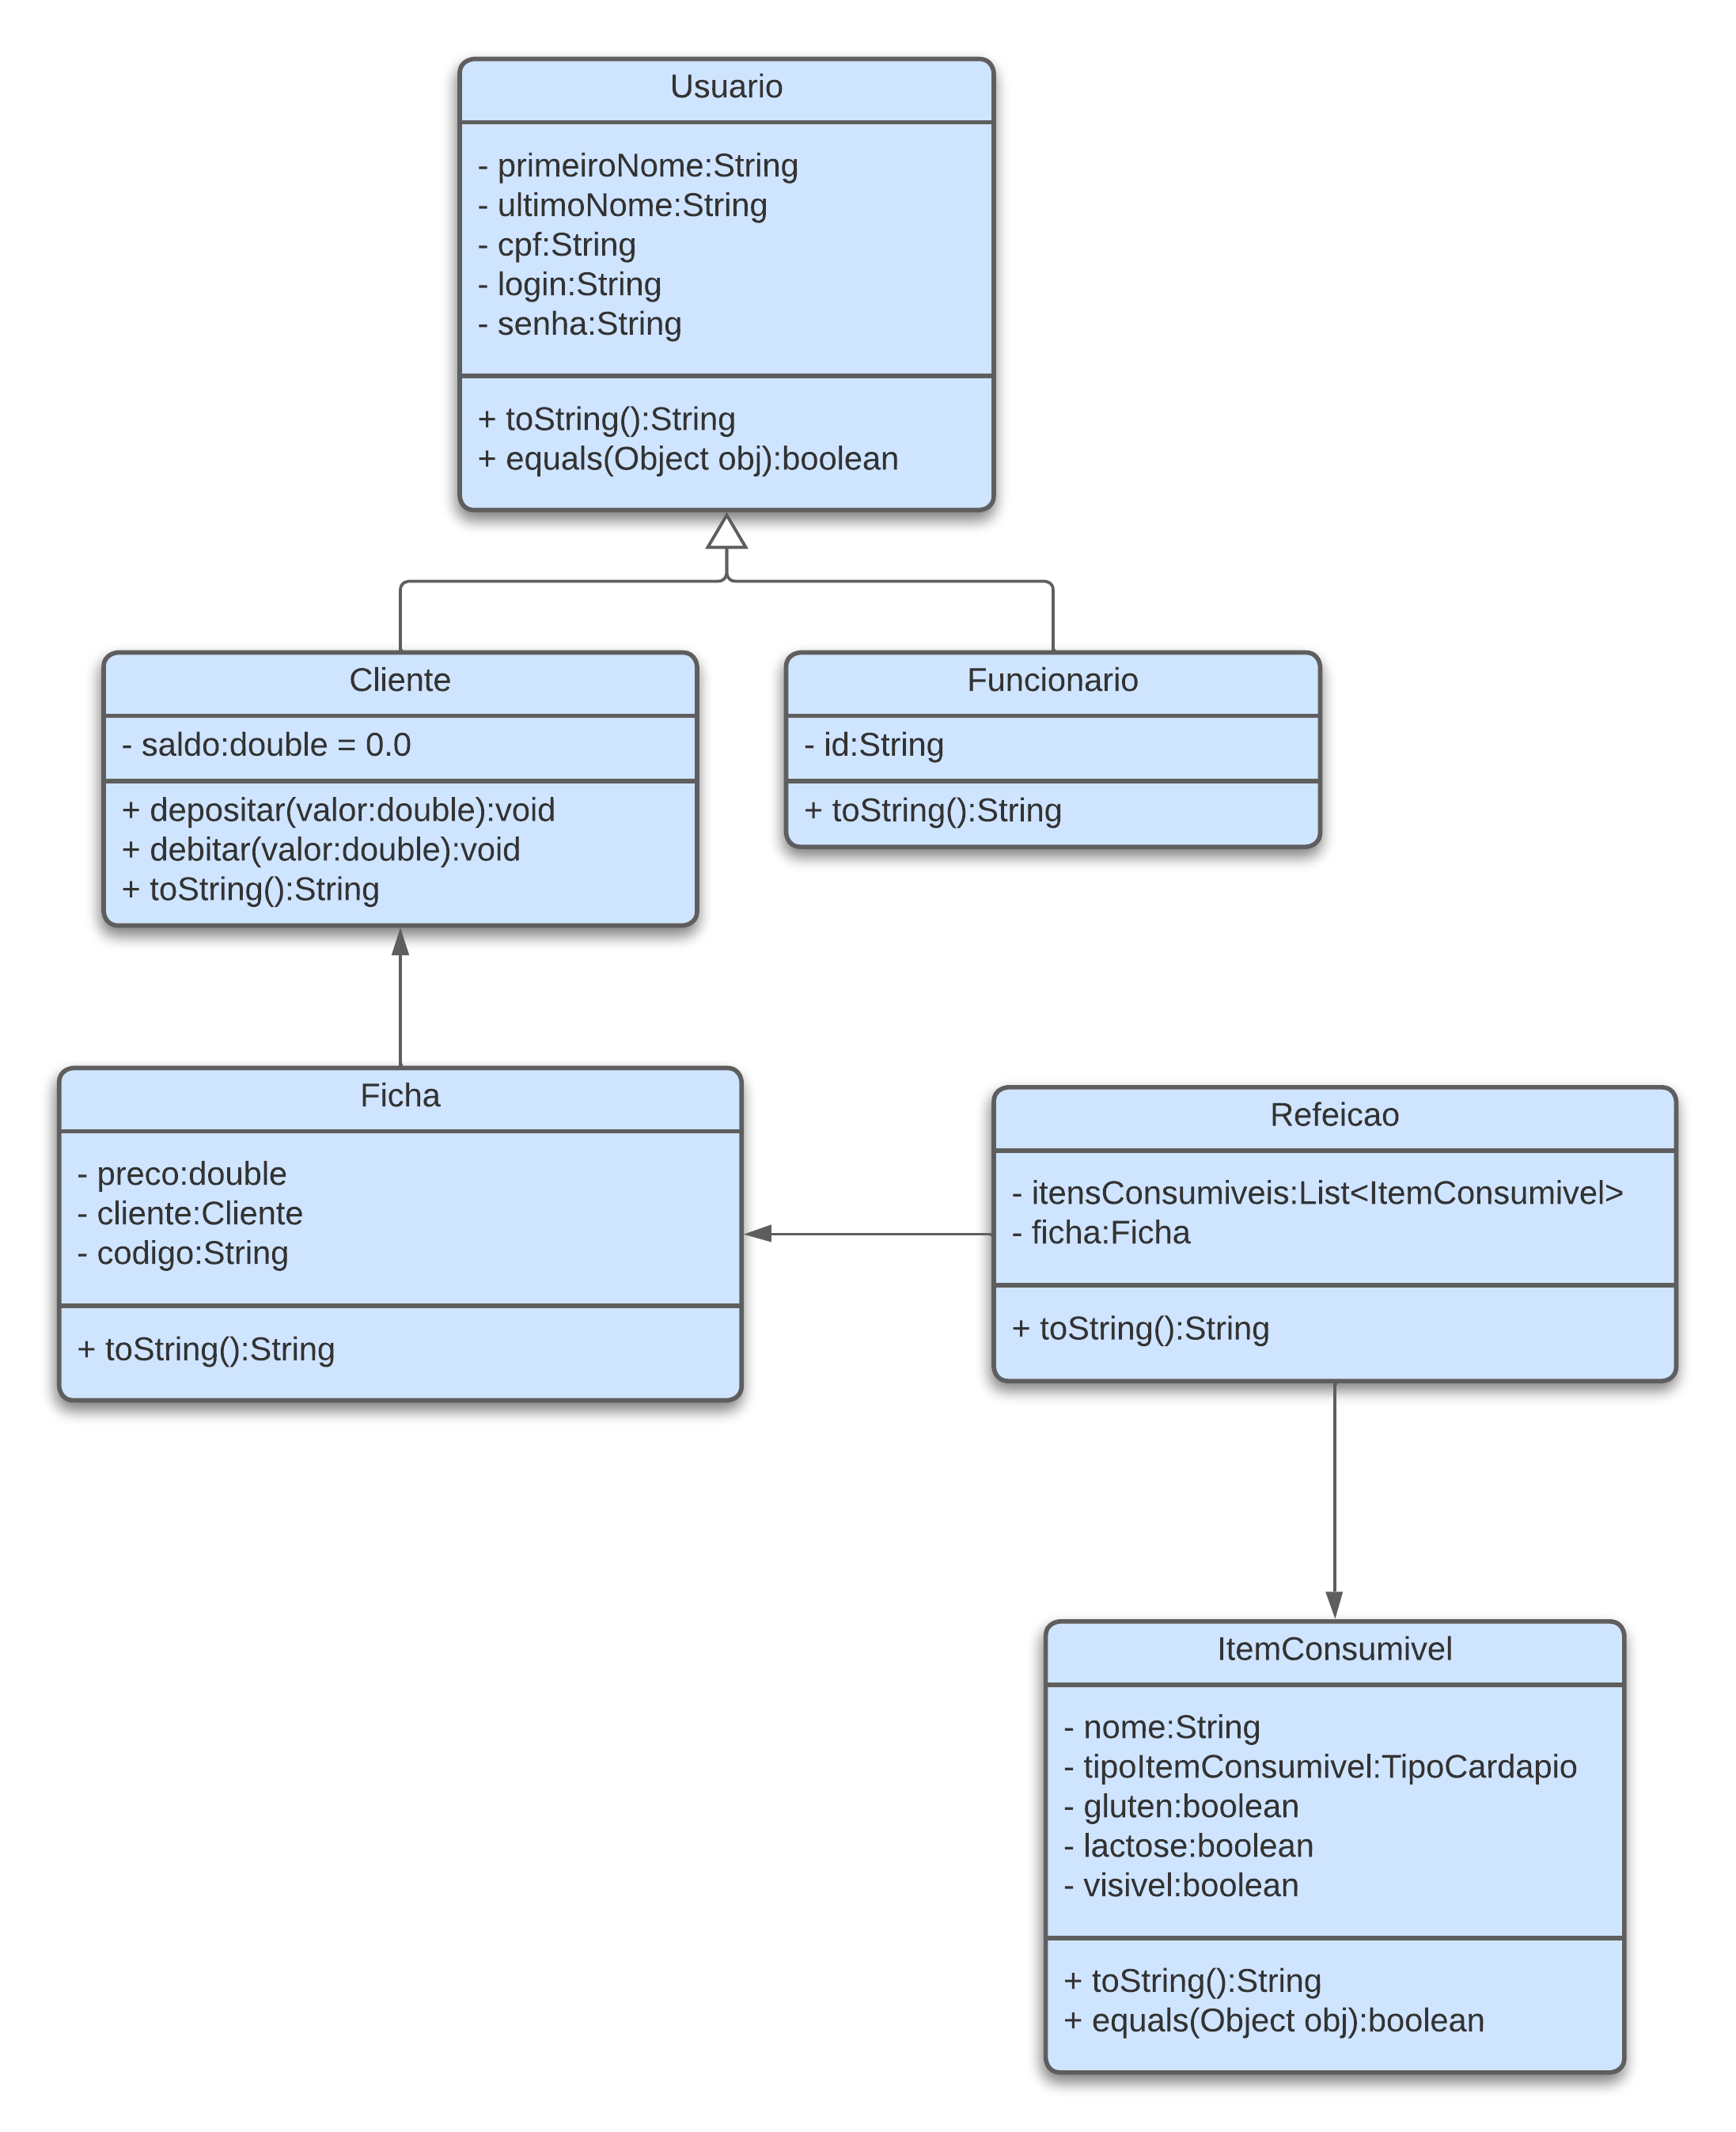 Usuario
- primeiroNome:String
- ultimoNome:String
- cpf:String
- login:String
- senha:String
+ toString():String
+ equals(Object obj):boolean
Cliente
- saldo:double = 0.0
+ depositar(valor:double):void
+ debitar(valor:double):void
+ toString():String
Funcionario
- id:String
+ toString():String
Ficha
- preco:double
- cliente:Cliente
- codigo:String
+ toString():String
Refeicao
- itensConsumiveis:List<ItemConsumivel>
- ficha:Ficha
+ toString():String
ItemConsumivel
- nome:String
- tipoItemConsumivel:TipoCardapio
- gluten:boolean
- lactose:boolean
- visivel:boolean
+ toString():String
+ equals(Object obj):boolean